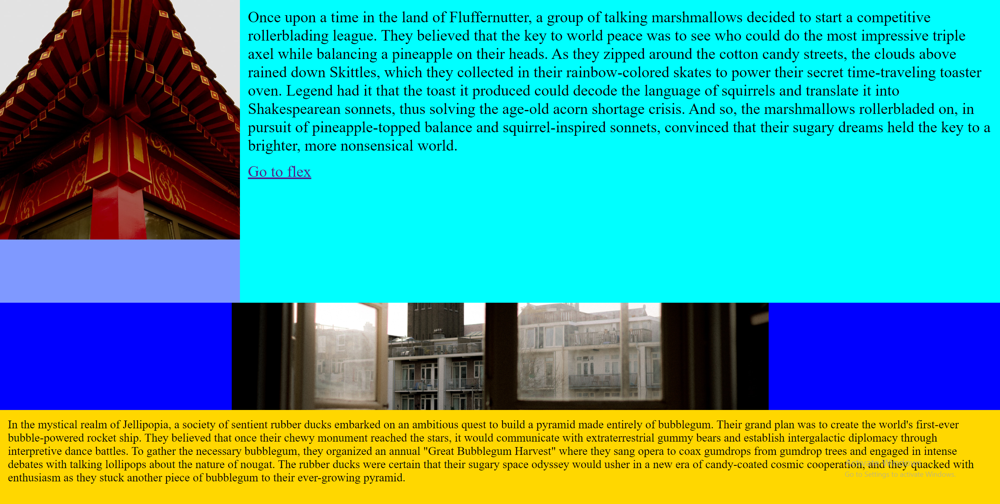 Once upon a time in the land of Fluffernutter, a group of talking marshmallows decided to start a competitive
rollerblading league. They believed that the key to world peace was to see who could do the most impressive triple
axel while balancing a pineapple on their heads. As they zipped around the cotton candy streets, the clouds above
rained down Skittles, which they collected in their rainbow-colored skates to power their secret time-traveling toaster
oven. Legend had it that the toast it produced could decode the language of squirrels and translate it into
Shakespearean sonnets, thus solving the age-old acorn shortage crisis. And so, the marshmallows rollerbladed on, in
pursuit of pineapple-topped balance and squirrel-inspired sonnets, convinced that their sugary dreams held the key to a
brighter, more nonsensical world.
Go to flex
In the mystical realm of Jellipopia, a society of sentient rubber ducks embarked on an ambitious quest to build a pyramid made entirely of bubblegum. Their grand plan was to create the world's first-ever
bubble-powered rocket ship. They believed that once their chewy monument reached the stars, it would communicate with extraterrestrial gummy bears and establish intergalactic diplomacy through
interpretive dance battles. To gather the necessary bubblegum, they organized an annual "Great Bubblegum Harvest" where they sang opera to coax gumdrops from gumdrop trees and engaged in intense
debates with talking lollipops about the nature of nougat. The rubber ducks were certain that their sugary space odyssey would usher in a new era of candy-coated cosmic cooperation, and they quacked with
enthusiasm as they stuck another piece of bubblegum to their ever-growing pyramid.
Activate Windows
Go to Settings to activate Windows.